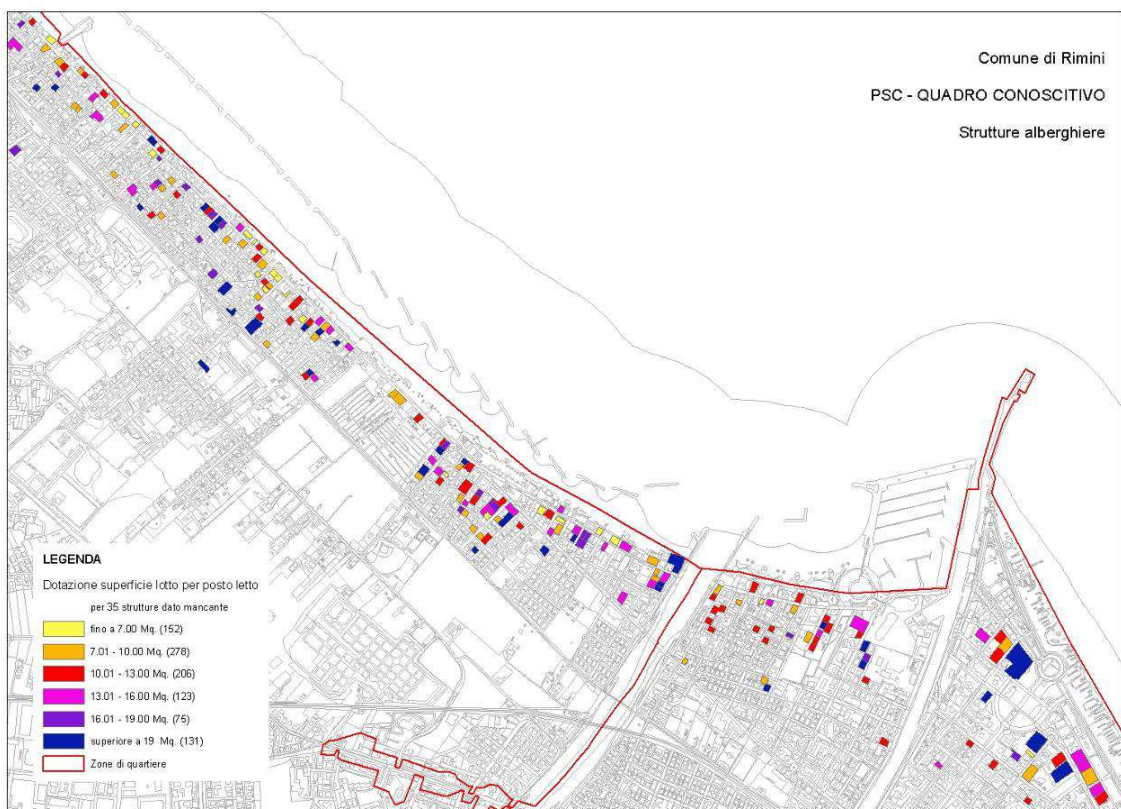 Comune di Rimini
PSC - QUADRO CONOSCITIVO
Strutture alberghiere
LEGENDA
Dotazione superficie lotto per posto letto
per 35 strutture dato mancante
fino a 7.00 Mq. (152)
7.01 - 10.00 Mq. (278)
10.01 - 13.00 Mq. (206)
13.01 - 16.00 Mq. (123)
16.01 - 19.00 Mq. (75)
superiore a 19 Mq. (131)
Zone di quartiere